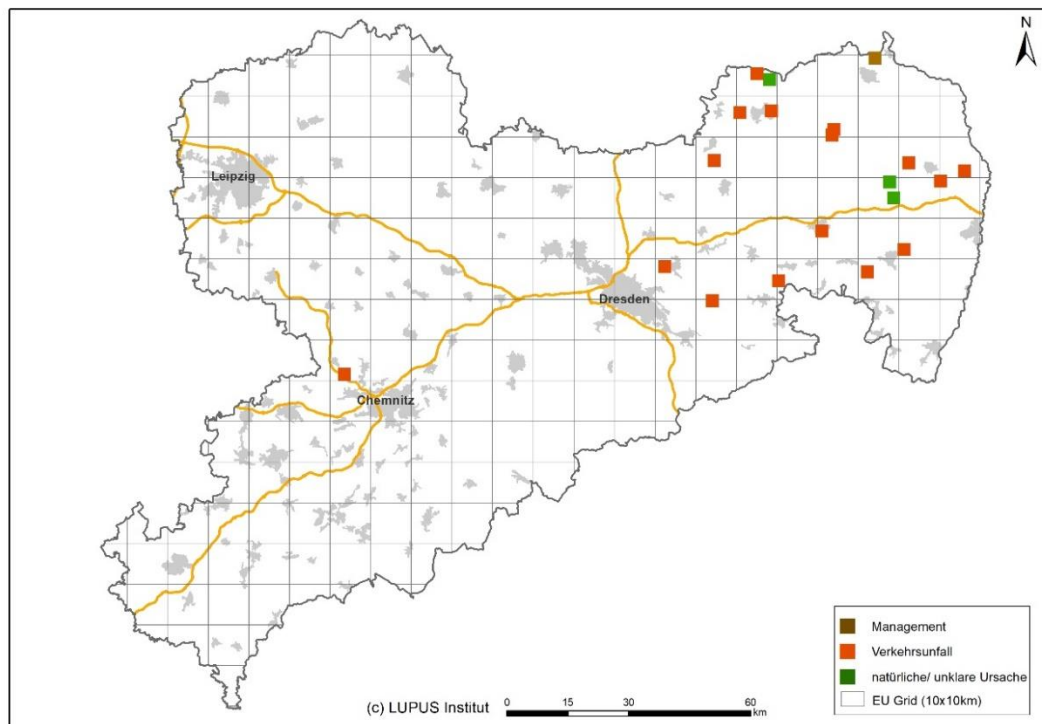 N
Leipzig
Dresden
Chemnitz
Management
Verkehrsunfall
natürliche/ unklare Ursache
EU Grid (10x10km)
(c) LUPUS Institut
0 15 30 60
km